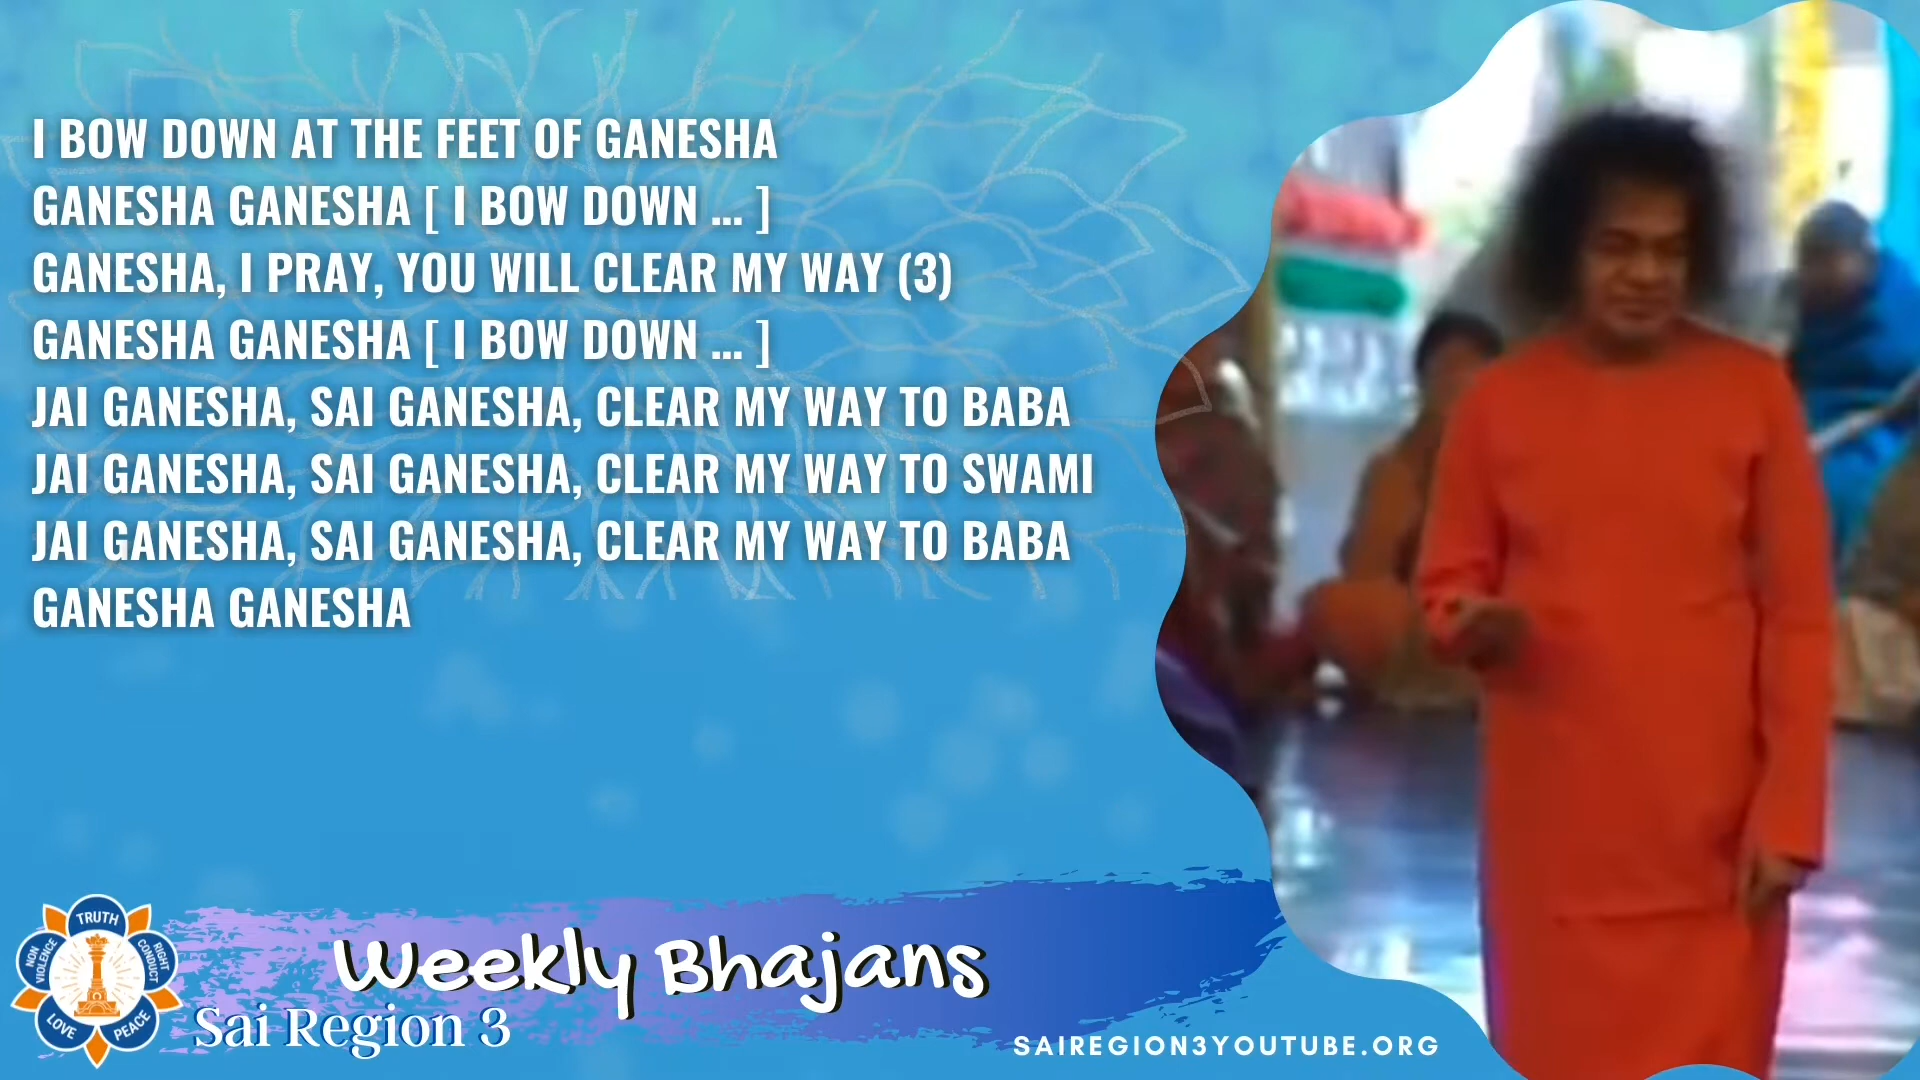 I BOW DOWN AT THE FEET OF GANESHA
GANESHA GANESHA [ I BOW DOWN ... ]
GANESHA, I PRAY, YOU WILL CLEAR MY WAY (3)
GANESHA GANESHA [ I BOW DOWN ... ]
JAI GANESHA, SAI GANESHA, CLEAR MY WAY TO BABA
JAI GANESHA, SAI GANESHA, CLEAR MY WAY TO SWAMI
JAI GANESHA, SAI GANESHA, CLEAR MY WAY TO BABA
GANESHA GANESHA
TRUTH
NON
VIOLENCE
RIGHT
CONDUCT
LOVE
PEACE
Weekly Bhajans
Sai Region 3
SAIREGION3YOUTUBE.ORG